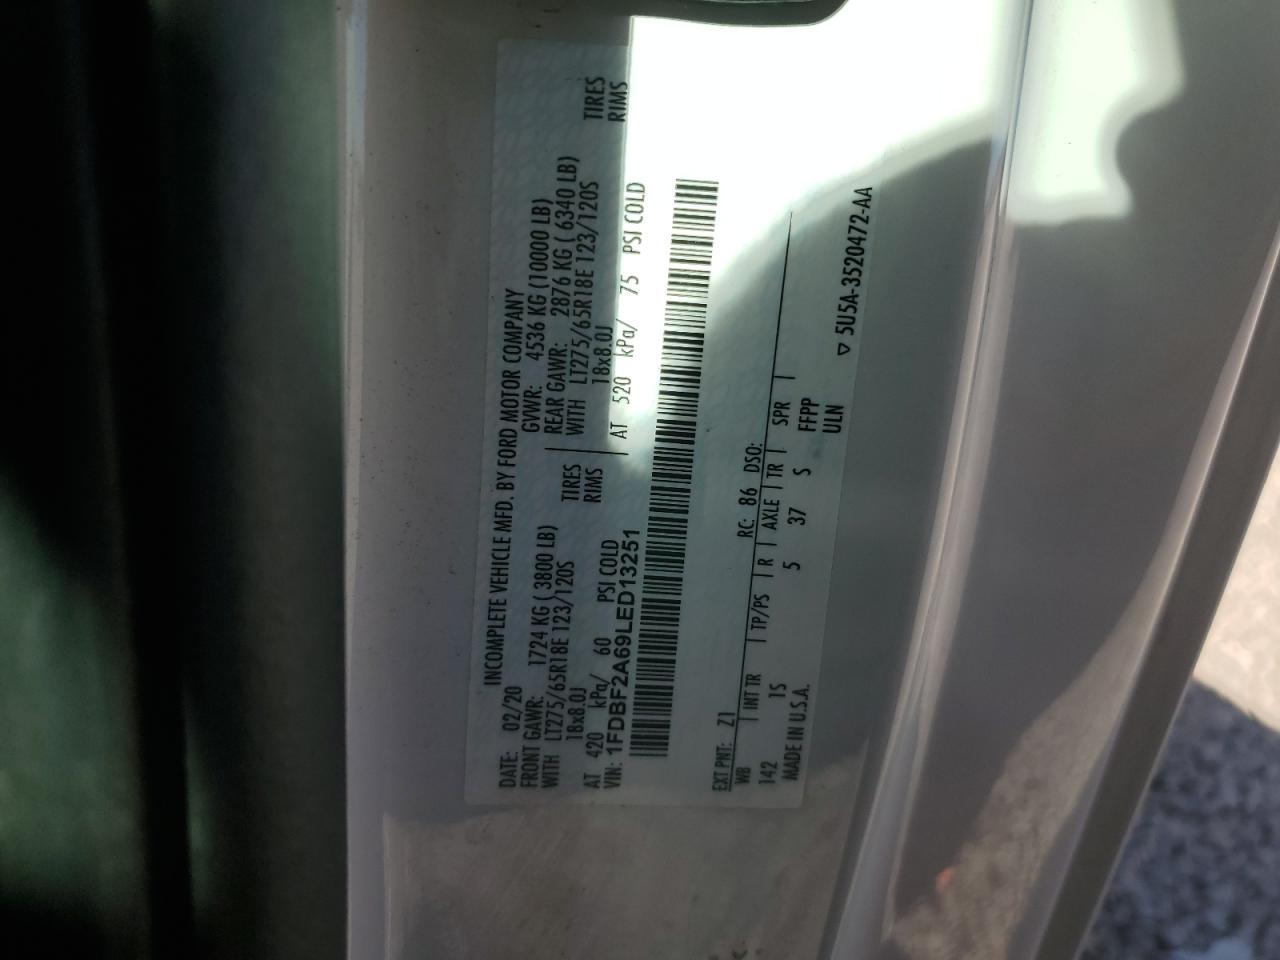 INCOMPLETE VEHICLE MFD. BY FORD MOTOR COMPANY
DATE: 02/20 GVWR: 4536 KG (10000 LB)
FRONT GAWR: 1724 KG ( 3800 LB) REAR GAWR: 2876 KG ( 6340 LB)
WITH LT275/65R18E 123/120S TIRES WITH LT275/65R18E 123/120S TIRES
18x8.0J RIMS 18x8.0J RIMS
AT 420 kPa/ 60 PSI COLD AT 520 kPa/ 75 PSI COLD
VIN: 1FDBF2A69LED13251
EXT PNT: Z1 RC: 86 DSO:
WB INT TR TP/PS R AXLE TR SPR
142 1S 5 37 S FFPP
MADE IN U.S.A. ULN
▽ 5U5A-3520472-AA